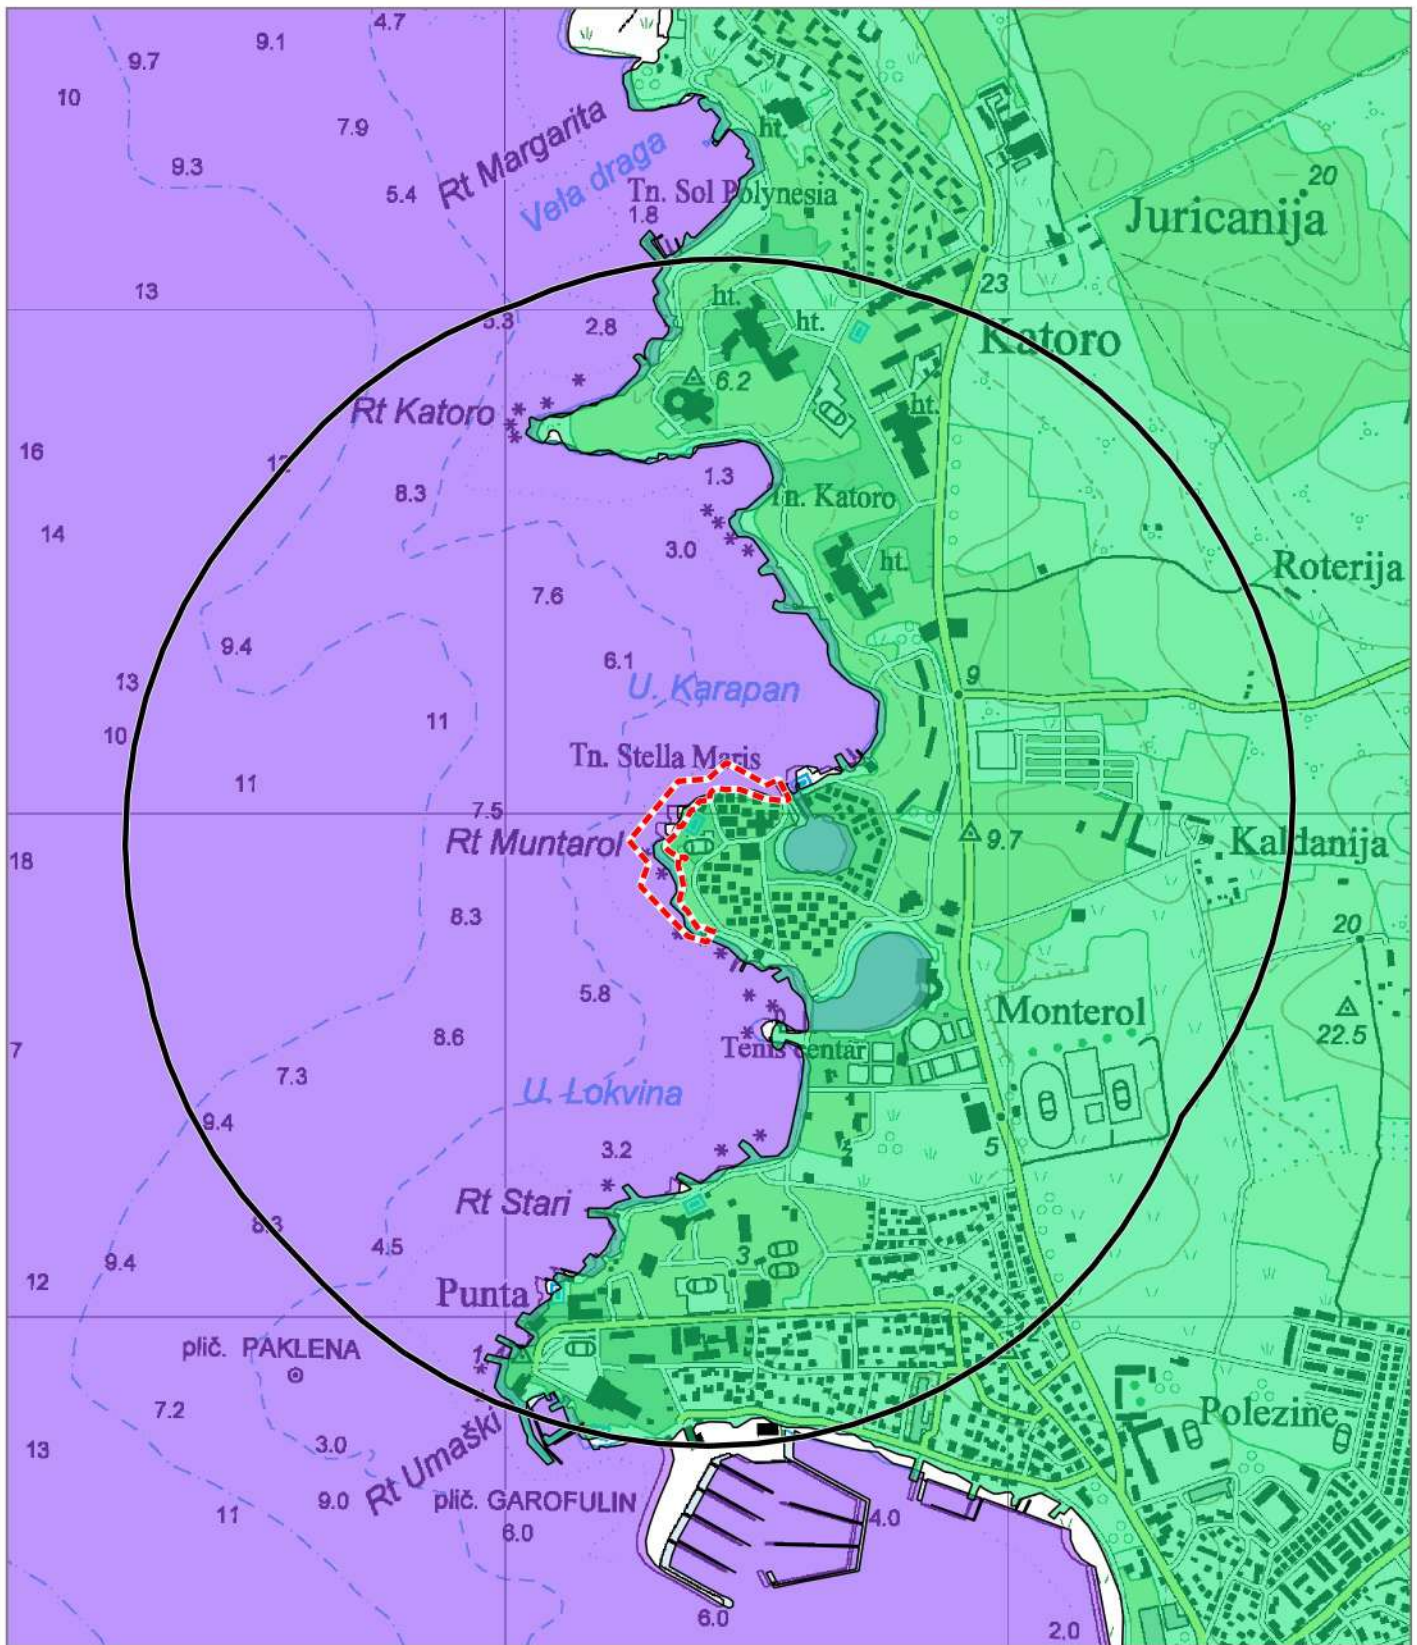 4.7
9.1
9.7
10
7.9
9.3
5.4
Rt Margarita
Vela draga
ht.
Tn. Sol Polynesia
1.8
20
Juricanija
13
23
5.3
2.8
ht.
ht.
Katoro
6.2
Rt Katoro
ht.
16
12
8.3
1.3
Tn. Katoro
14
3.0
ht.
Roterija
7.6
9.4
6.1
13
U. Karapan
9
10
11
Tn. Stella Maris
11
7.5
Rt Muntarol
9.7
Kaldanija
18
8.3
20
5.8
Monterol
22.5
8.6
Tenis centar
7
7.3
U. Lokvina
9.4
3.2
5
Rt Stari
8.3
4.5
9.4
3
12
Punta
plič. PAKLENA
7.2
Polezine
13
3.0
Rt Umaški
9.0
plič. GAROFULIN
11
6.0
4.0
6.0
2.0